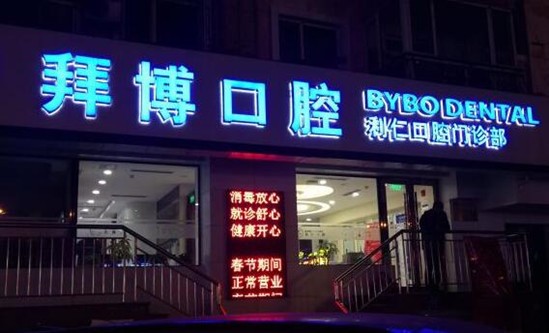 拜博口腔
BYBO DENTAL
利仁口腔门诊部
消毒放心
就诊舒心
健康开心
春节期间
正常营业